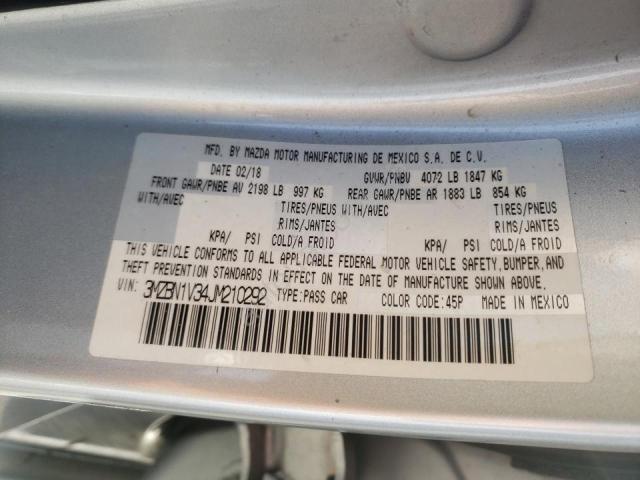 MFD. BY MAZDA MOTOR MANUFACTURING DE MEXICO S.A. DE C.V.
DATE 02/18 GVWR/PNBV 4072 LB 1847 KG
FRONT GAWR/PNBE AV 2198 LB 997 KG REAR GAWR/PNBE AR 1883 LB 854 KG
WITH/AVEC TIRES/PNEUS WITH/AVEC TIRES/PNEUS
RIMS/JANTES RIMS/JANTES
KPA/ PSI COLD/A FROID KPA/ PSI COLD/A FROID
THIS VEHICLE CONFORMS TO ALL APPLICABLE FEDERAL MOTOR VEHICLE SAFETY, BUMPER, AND
THEFT PREVENTION STANDARDS IN EFFECT ON THE DATE OF MANUFACTURE SHOWN ABOVE.
VIN: 3MZBN1V34JM210292 TYPE:PASS CAR COLOR CODE:45P MADE IN MEXICO